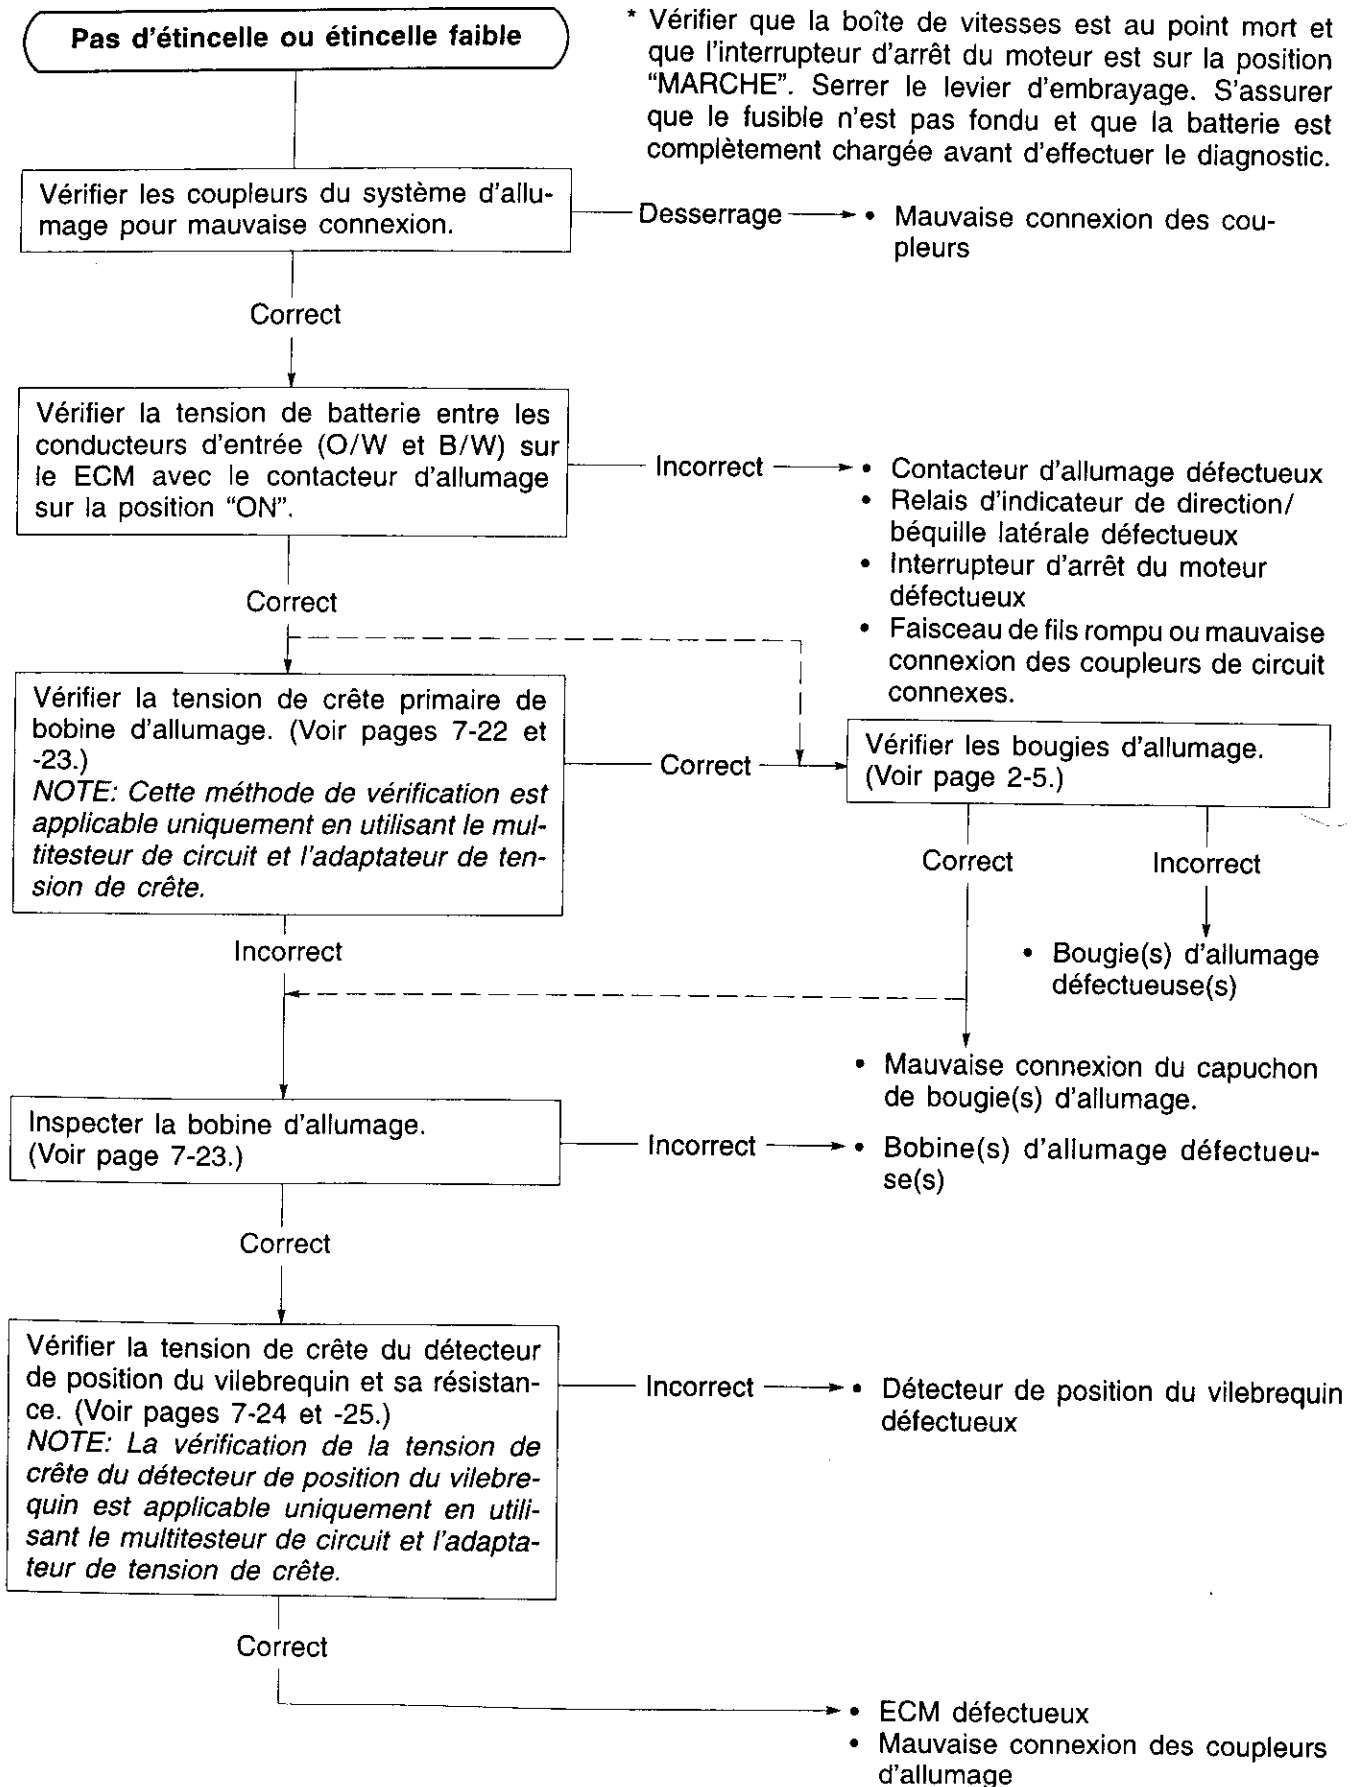 Pas d'étincelle ou étincelle faible
* Vérifier que la boîte de vitesses est au point mort et
que l'interrupteur d'arrêt du moteur est sur la position
“MARCHE”. Serrer le levier d'embrayage. S'assurer
que le fusible n'est pas fondu et que la batterie est
complètement chargée avant d'effectuer le diagnostic.
Vérifier les coupleurs du système d'allu-
mage pour mauvaise connexion.
Desserrage
• Mauvaise connexion des cou-
pleurs
Correct
Vérifier la tension de batterie entre les
conducteurs d'entrée (O/W et B/W) sur
le ECM avec le contacteur d'allumage
sur la position “ON”.
Incorrect
• Contacteur d'allumage défectueux
• Relais d'indicateur de direction/
béquille latérale défectueux
• Interrupteur d'arrêt du moteur
défectueux
• Faisceau de fils rompu ou mauvaise
connexion des coupleurs de circuit
connexes.
Correct
Vérifier la tension de crête primaire de
bobine d'allumage. (Voir pages 7-22 et
-23.)
NOTE: Cette méthode de vérification est
applicable uniquement en utilisant le mul-
titesteur de circuit et l'adaptateur de ten-
sion de crête.
Correct
Vérifier les bougies d'allumage.
(Voir page 2-5.)
Correct
Incorrect
• Bougie(s) d'allumage
défectueuse(s)
Incorrect
• Mauvaise connexion du capuchon
de bougie(s) d'allumage.
Inspecter la bobine d'allumage.
(Voir page 7-23.)
Incorrect
• Bobine(s) d'allumage défectueu-
se(s)
Correct
Vérifier la tension de crête du détecteur
de position du vilebrequin et sa résistan-
ce. (Voir pages 7-24 et -25.)
NOTE: La vérification de la tension de
crête du détecteur de position du vilebre-
quin est applicable uniquement en utili-
sant le multitesteur de circuit et l'adapta-
teur de tension de crête.
Incorrect
• Détecteur de position du vilebrequin
défectueux
Correct
• ECM défectueux
• Mauvaise connexion des coupleurs
d'allumage